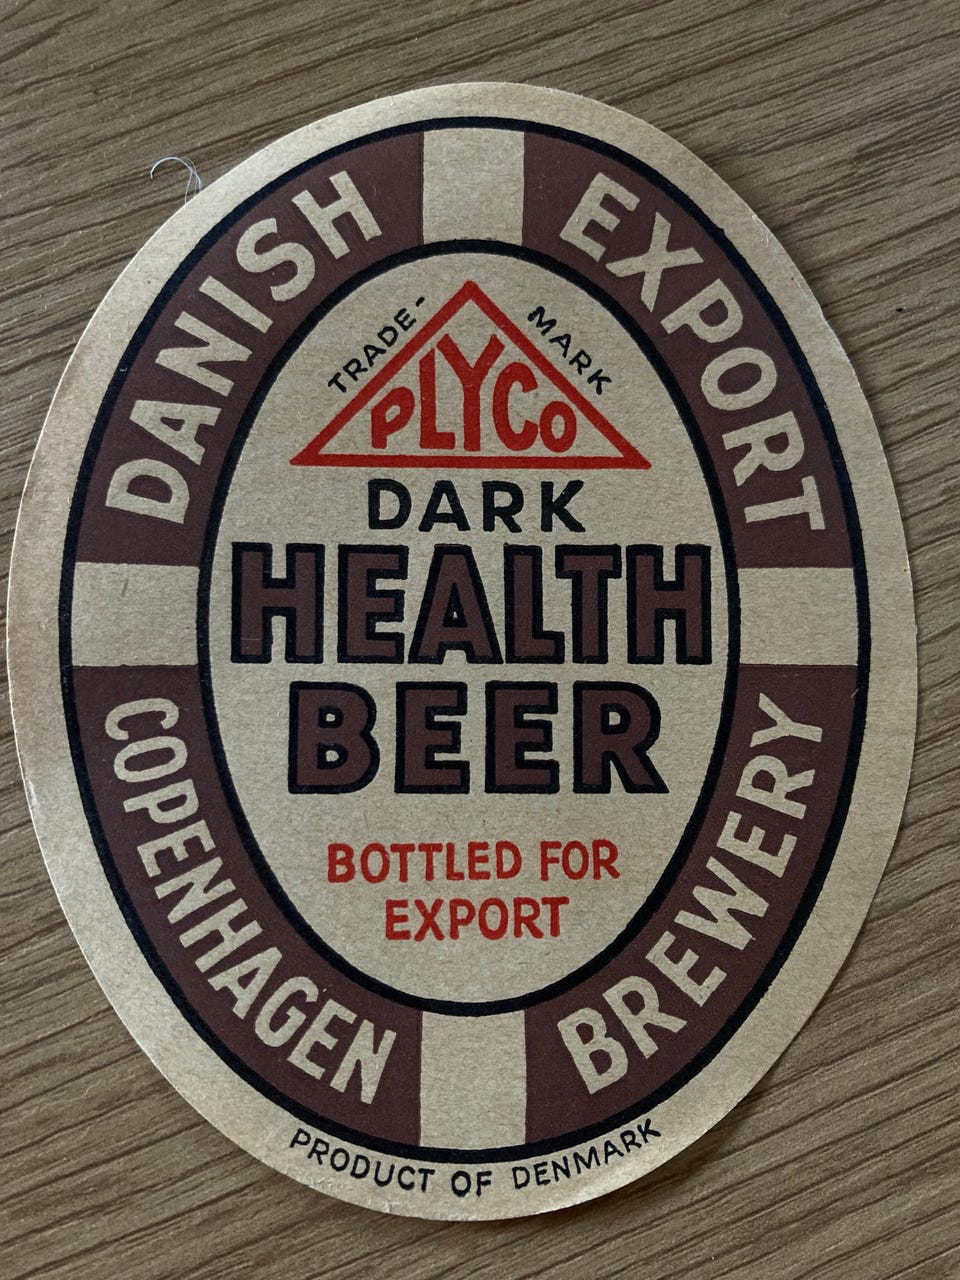 DANISH EXPORT
TRADE-MARK
PLYCO
DARK
HEALTH
BEER
BOTTLED FOR
EXPORT
COPENHAGEN BREWERY
PRODUCT OF DENMARK